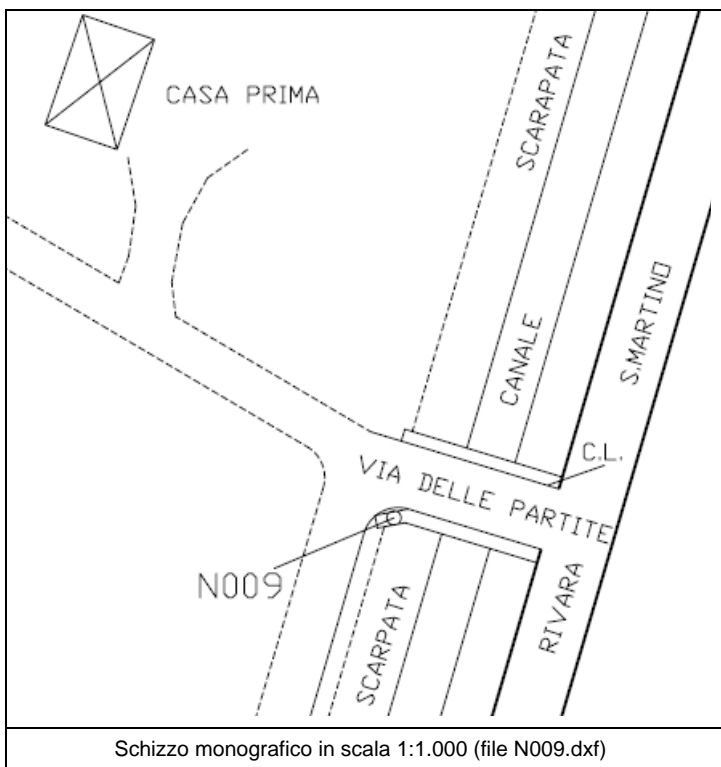 CASA PRIMA
SCARAPATA
CANALE
S.MARTINO
C.L.
VIA DELLE PARTITE
N009
SCARPATA
RIVARA
Schizzo monografico in scala 1:1.000 (file N009.dxf)